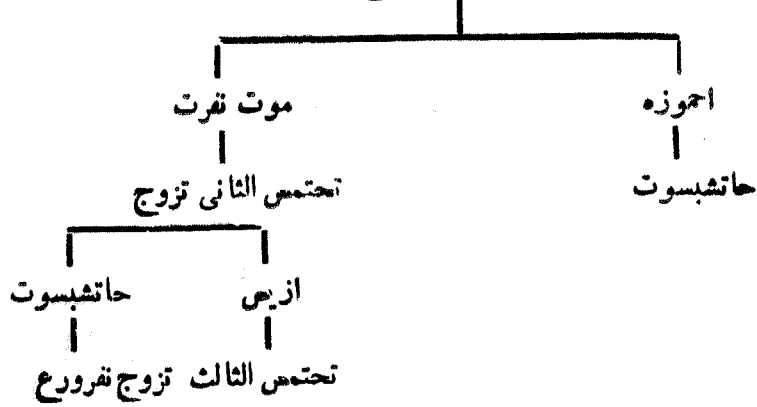 احموزه موت نفرت
حاتشبسوت تحتمس الثانى تزوج
ازيس حاتشبسوت
تحتمس الثالث تزوج نفرورع